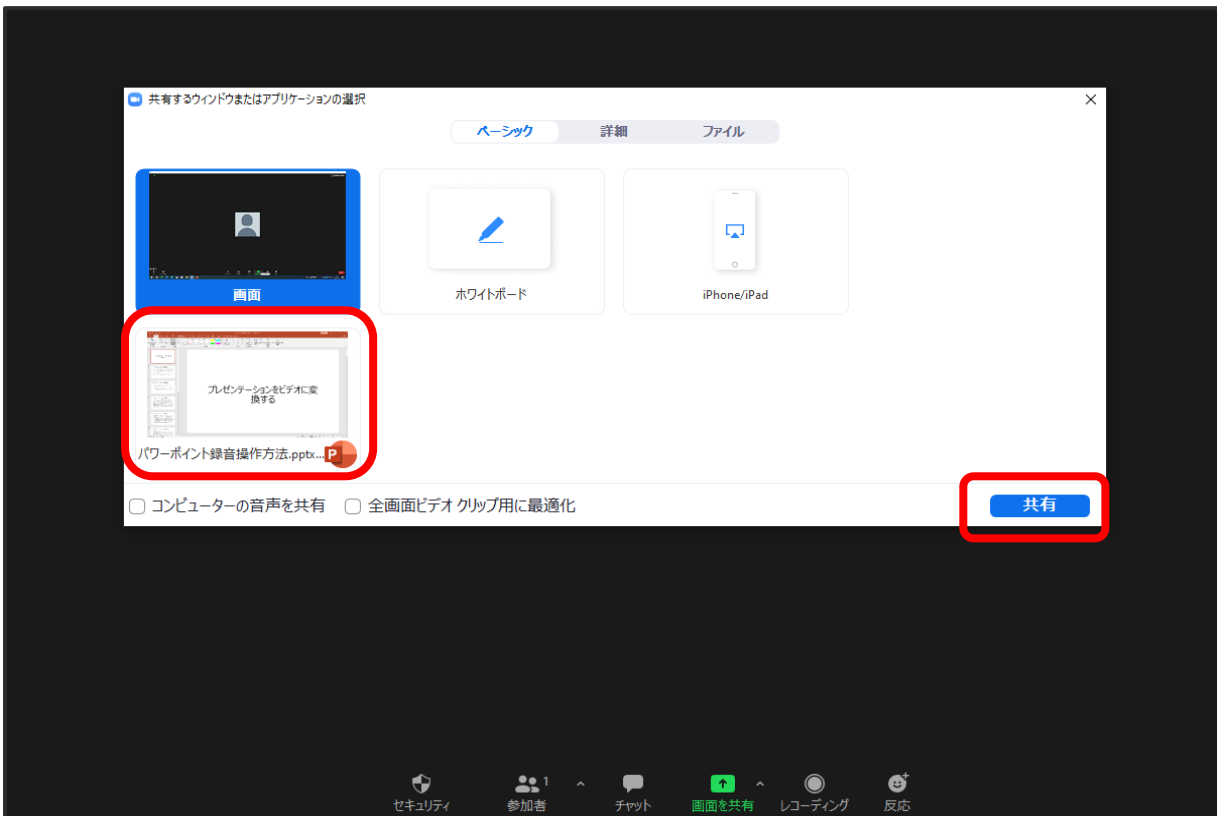 共有するウィンドウまたはアプリケーションの選択
ベーシック 詳細 ファイル
画面
ホワイトボード
iPhone/iPad
プレゼンテーションをビデオに変
換する
パワーポイント録音操作方法.pptx...
コンピューターの音声を共有 全画面ビデオ クリップ用に最適化
共有
1
セキュリティ 参加者 チャット 画面を共有 レコーディング 反応